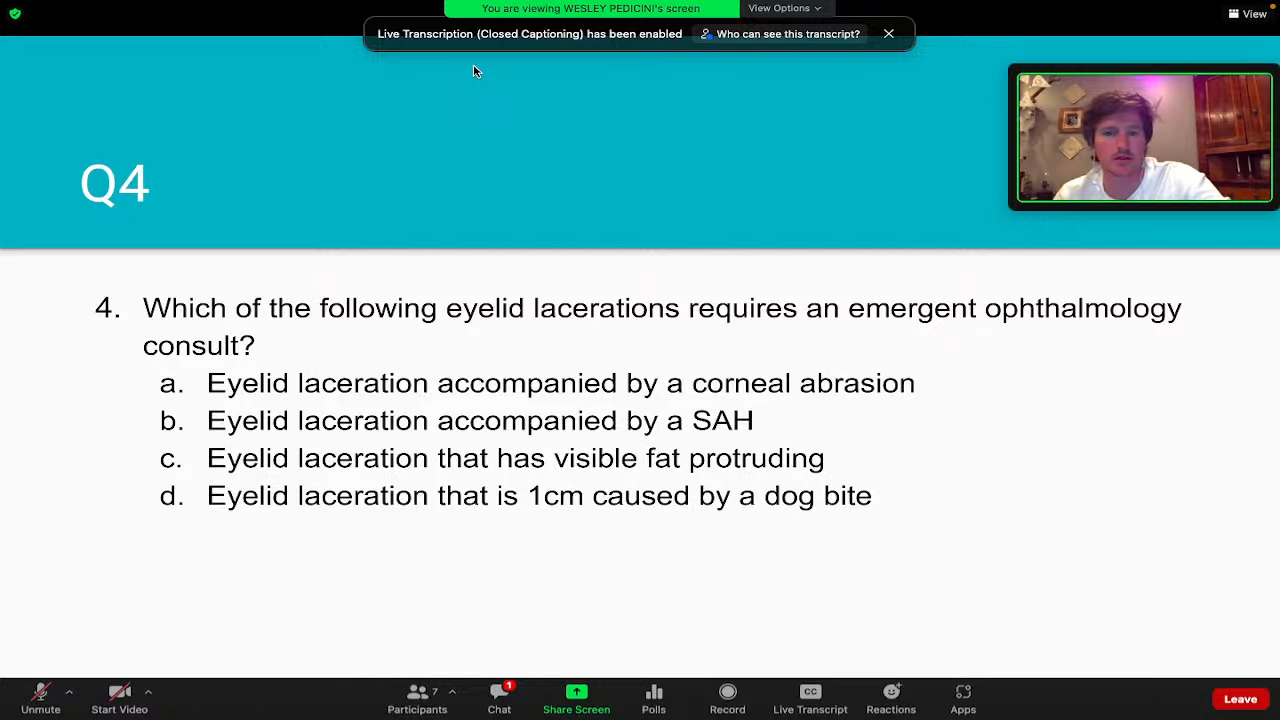 You are viewing WESLEY PEDICINI's screen
View Options
View
Live Transcription (Closed Captioning) has been enabled
Who can see this transcript?
Q4
4. Which of the following eyelid lacerations requires an emergent ophthalmology
consult?
a. Eyelid laceration accompanied by a corneal abrasion
b. Eyelid laceration accompanied by a SAH
c. Eyelid laceration that has visible fat protruding
d. Eyelid laceration that is 1cm caused by a dog bite
Unmute
Start Video
7
Participants
1
Chat
Share Screen
Polls
Record
CC
Live Transcript
Reactions
Apps
Leave